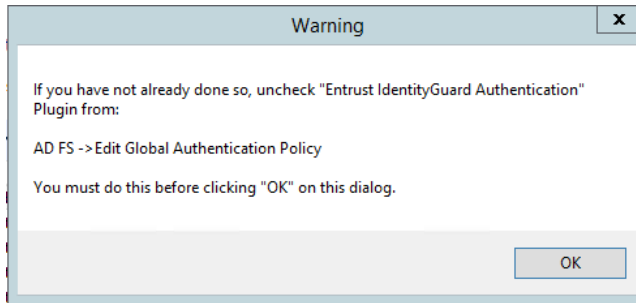 Warning
x
If you have not already done so, uncheck "Entrust IdentityGuard Authentication"
Plugin from:
AD FS ->Edit Global Authentication Policy
You must do this before clicking "OK" on this dialog.
OK